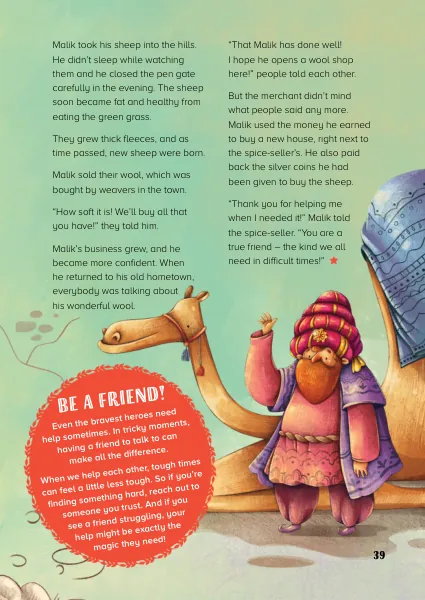 Malik took his sheep into the hills.
He didn't sleep while watching
them and he closed the pen gate
carefully in the evening. The sheep
soon became fat and healthy from
eating the green grass.
They grew thick fleeces, and as
time passed, new sheep were born.
Malik sold their wool, which was
bought by weavers in the town.
“How soft it is! We'll buy all that
you have!” they told him.
Malik's business grew, and he
became more confident. When
he returned to his old hometown,
everybody was talking about
his wonderful wool.
“That Malik has done well!
I hope he opens a wool shop
here!” people told each other.
But the merchant didn't mind
what people said any more.
Malik used the money he earned
to buy a new house, right next to
the spice-seller's. He also paid
back the silver coins he had
been given to buy the sheep.
“Thank you for helping me
when I needed it!” Malik told
the spice-seller. “You are a
true friend – the kind we all
need in difficult times!”
BE A FRIEND!
Even the bravest heroes need
help sometimes. In tricky moments,
having a friend to talk to can
make all the difference.
When we help each other, tough times
can feel a little less tough. So if you're
finding something hard, reach out to
someone you trust. And if you
see a friend struggling, your
help might be exactly the
magic they need!
39